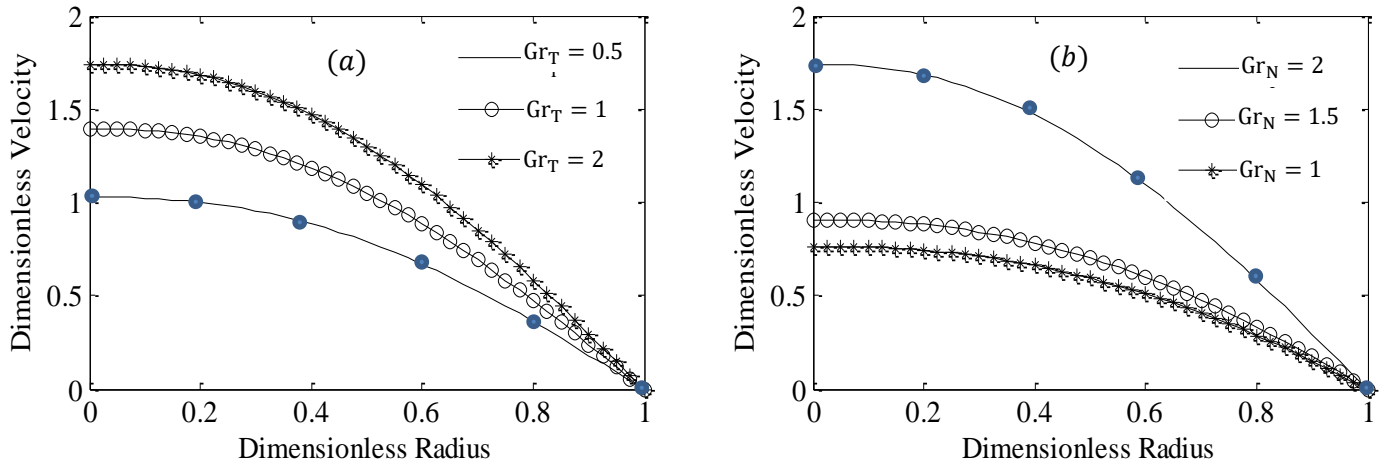 2
1.5
1
0.5
0
0
0.2
0.4
0.6
0.8
1
Dimensionless Velocity
Dimensionless Radius
(a)
Gr_T = 0.5
Gr_T = 1
Gr_T = 2
2
1.5
1
0.5
0
0
0.2
0.4
0.6
0.8
1
Dimensionless Velocity
Dimensionless Radius
(b)
Gr_N = 2
Gr_N = 1.5
Gr_N = 1